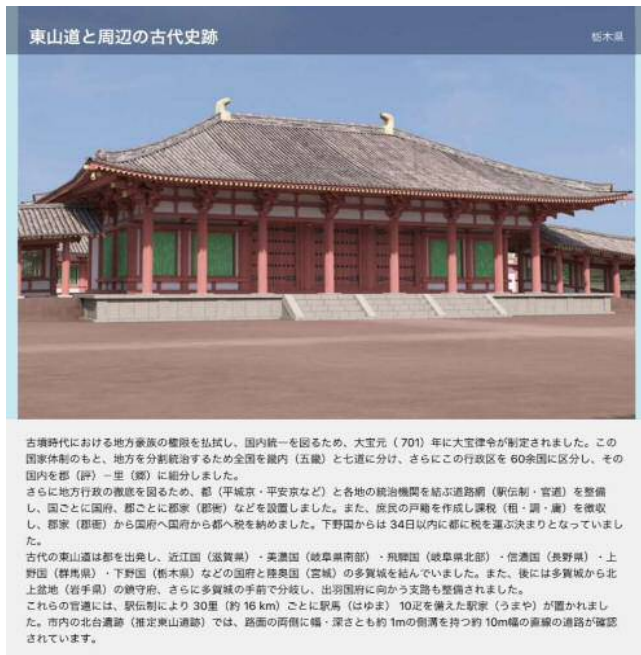 東山道と周辺の古代史跡
栃木県
古墳時代における地方豪族の権限を払拭し、国内統一を図るため、大宝元（701）年に大宝律令が制定されました。この
国家体制のもと、地方を分割統治するため全国を畿内（五畿）と七道に分け、さらにこの行政区を 60余国に区分し、その
国内を郡（評）－里（郷）に細分しました。
さらに地方行政の徹底を図るため、都（平城京・平安京など）と各地の統治機関を結ぶ道路網（駅伝制・官道）を整備
し、国ごとに国府、郡ごとに郡家（郡衙）などを設置しました。また、庶民の戸籍を作成し課税（租・調・庸）を徴収
し、郡家（郡衙）から国府へ国府から都へ税を納めました。下野国からは 34日以内に都に税を運ぶ決まりとなっていまし
た。
古代の東山道は都を出発し、近江国（滋賀県）・美濃国（岐阜県南部）・飛騨国（岐阜県北部）・信濃国（長野県）・上
野国（群馬県）・下野国（栃木県）などの国府と陸奥国（宮城）の多賀城を結んでいました。また、後には多賀城から北
上盆地（岩手県）の鎮守府、さらに多賀城の手前で分岐し、出羽国府に向かう支路も整備されました。
これらの官道には、駅伝制により 30里（約 16 km）ごとに駅馬（はゆま） 10疋を備えた駅家（うまや）が置かれまし
た。市内の北台遺跡（推定東山道跡）では、路面の両側に幅・深さとも約 1mの側溝を持つ約 10m幅の直線の道路が確認
されています。